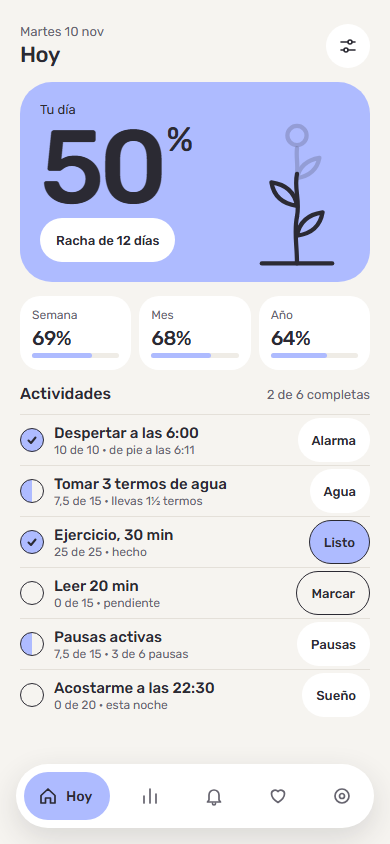 Martes 10 nov
Hoy
Tu día
50%
Racha de 12 días
Semana
69%
Mes
68%
Año
64%
Actividades
2 de 6 completas
Despertar a las 6:00
10 de 10 • de pie a las 6:11
Alarma
Tomar 3 termos de agua
7,5 de 15 • llevas 1½ termos
Agua
Ejercicio, 30 min
25 de 25 • hecho
Listo
Leer 20 min
0 de 15 • pendiente
Marcar
Pausas activas
7,5 de 15 • 3 de 6 pausas
Pausas
Acostarme a las 22:30
0 de 20 • esta noche
Sueño
Hoy